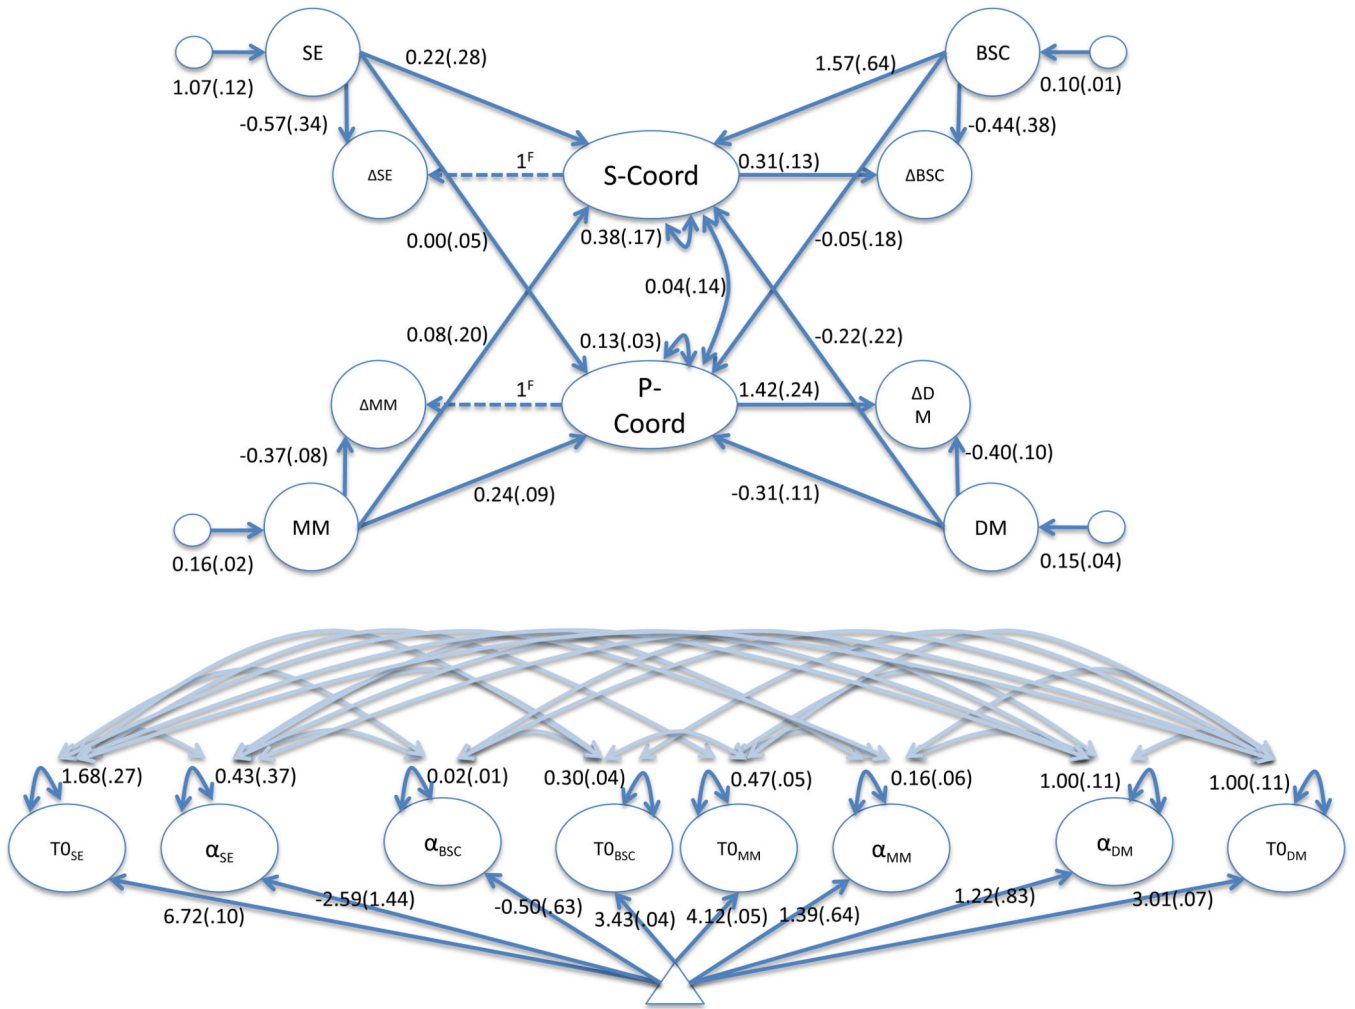 SE
0.22(.28)
1.57(.64)
BSC
1.07(.12)
0.10(.01)
-0.57(.34)
-0.44(.38)
ΔSE
1F
S-Coord
0.31(.13)
ΔBSC
0.00(.05)
0.38(.17)
-0.05(.18)
0.04(.14)
0.08(.20)
0.13(.03)
-0.22(.22)
ΔMM
1F
P-
Coord
1.42(.24)
ΔD
M
-0.37(.08)
-0.40(.10)
0.24(.09)
-0.31(.11)
MM
DM
0.16(.02)
0.15(.04)
1.68(.27)
0.43(.37)
0.02(.01)
0.30(.04)
0.47(.05)
0.16(.06)
1.00(.11)
1.00(.11)
T0SE
αSE
αBSC
T0BSC
T0MM
αMM
αDM
T0DM
6.72(.10)
-2.59(1.44)
-0.50(.63)
3.43(.04)
4.12(.05)
1.39(.64)
1.22(.83)
3.01(.07)